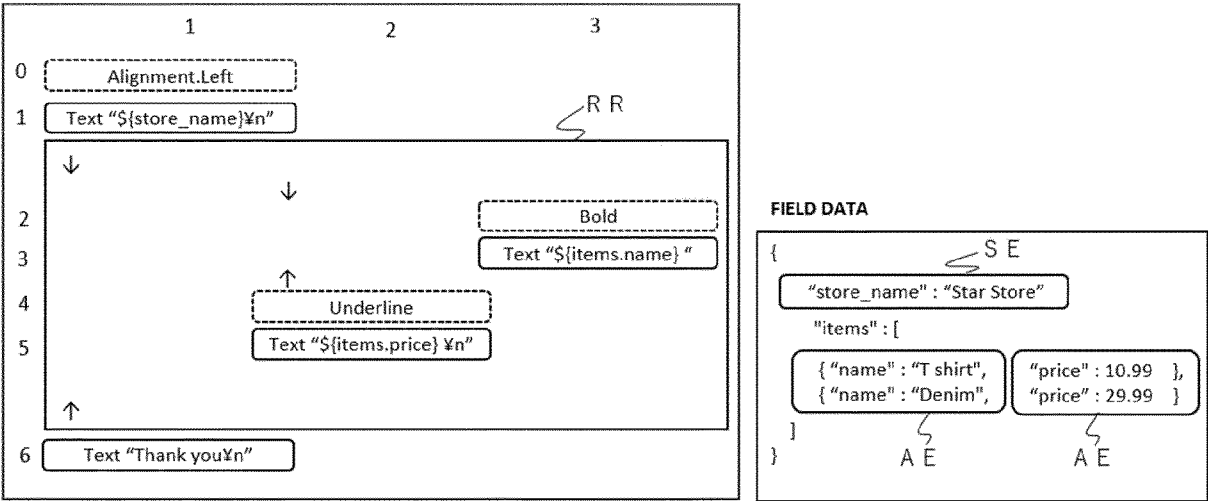 1 2 3
0 Alignment.Left
1 Text “${store_name}¥n”
R R
↓
↓
2 Bold
3 Text “${items.name} “
↑
4 Underline
5 Text “${items.price} ¥n”
↑
6 Text “Thank you¥n”
FIELD DATA
{
S E
“store_name" : “Star Store”
"items" : [
{ “name" : “T shirt", “price" : 10.99 },
{ “name" : “Denim", “price" : 29.99 }
]
}
A E A E